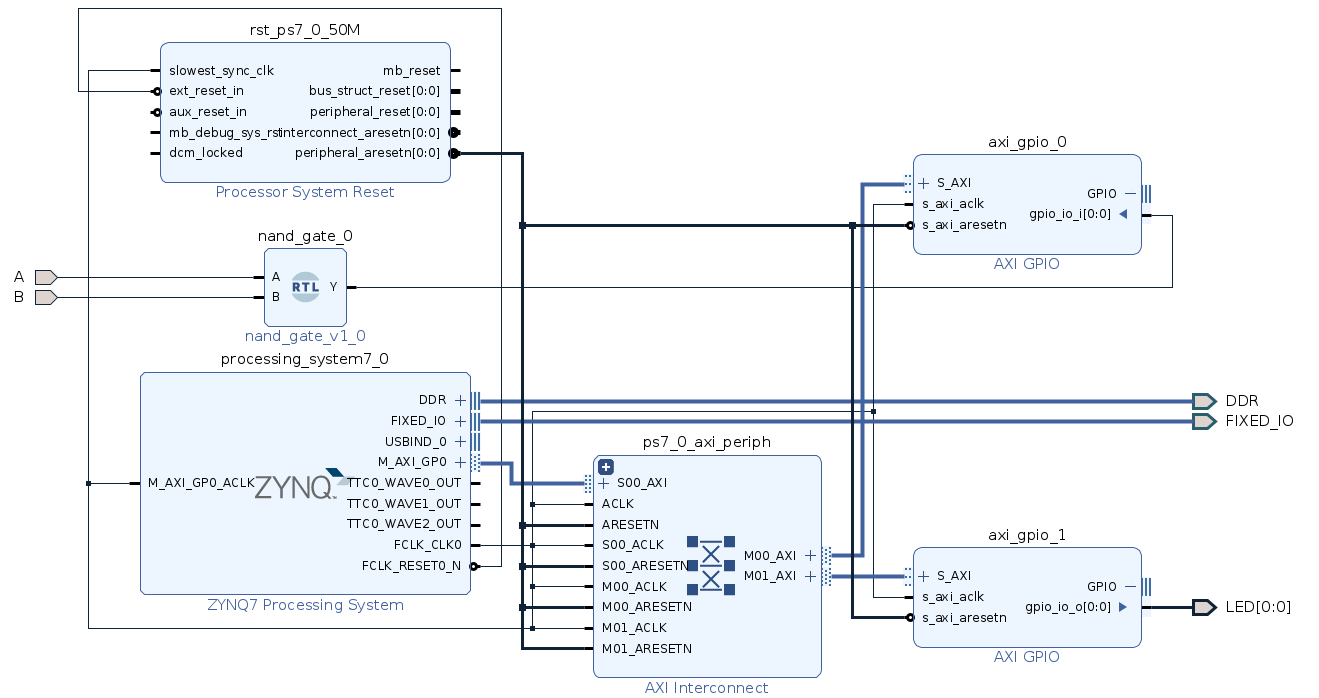 rst_ps7_0_50M
slowest_sync_clk
ext_reset_in
aux_reset_in
mb_debug_sys_rst
dcm_locked
mb_reset
bus_struct_reset[0:0]
peripheral_reset[0:0]
interconnect_aresetn[0:0]
peripheral_aresetn[0:0]
Processor System Reset
axi_gpio_0
S_AXI
s_axi_aclk
s_axi_aresetn
GPIO
gpio_io_i[0:0]
AXI GPIO
nand_gate_0
A
B
A
B
RTL
Y
nand_gate_v1_0
processing_system7_0
M_AXI_GP0_ACLK
ZYNQ
DDR
FIXED_IO
USBIND_0
M_AXI_GP0
TTC0_WAVE0_OUT
TTC0_WAVE1_OUT
TTC0_WAVE2_OUT
FCLK_CLK0
FCLK_RESET0_N
ZYNQ7 Processing System
DDR
FIXED_IO
ps7_0_axi_periph
S00_AXI
ACLK
ARESETN
S00_ACLK
S00_ARESETN
M00_ACLK
M00_ARESETN
M01_ACLK
M01_ARESETN
M00_AXI
M01_AXI
AXI Interconnect
axi_gpio_1
S_AXI
s_axi_aclk
s_axi_aresetn
GPIO
gpio_io_o[0:0]
AXI GPIO
LED[0:0]